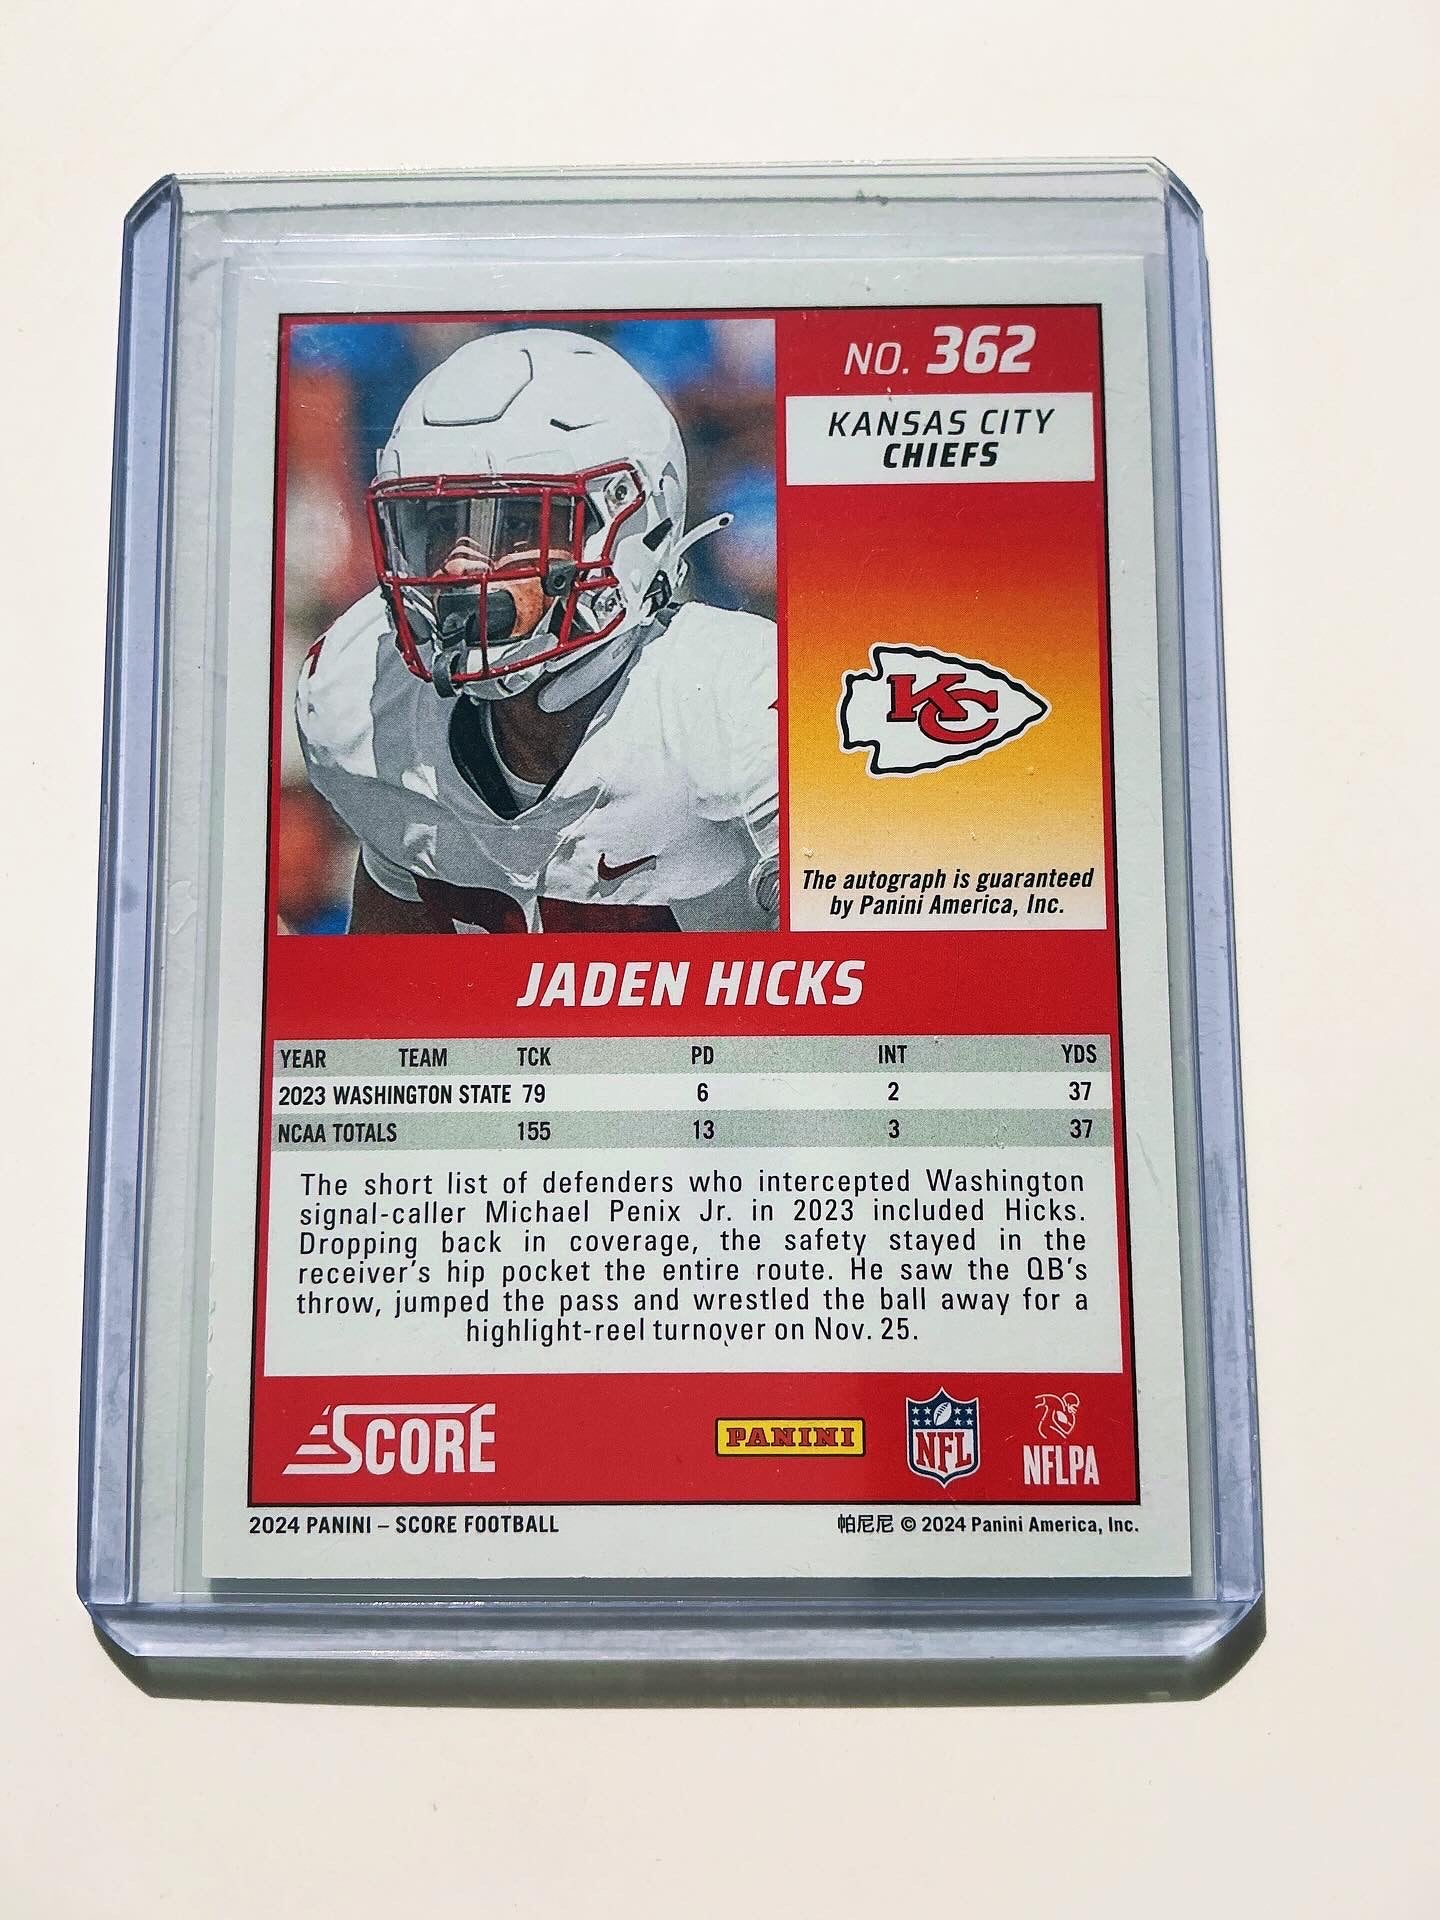 NO. 362
KANSAS CITY
CHIEFS
KC
The autograph is guaranteed
by Panini America, Inc.
JADEN HICKS
YEAR TEAM TCK PD INT YDS
2023 WASHINGTON STATE 79 6 2 37
NCAA TOTALS 155 13 3 37
The short list of defenders who intercepted Washington
signal-caller Michael Penix Jr. in 2023 included Hicks.
Dropping back in coverage, the safety stayed in the
receiver's hip pocket the entire route. He saw the QB's
throw, jumped the pass and wrestled the ball away for a
highlight-reel turnover on Nov. 25.
SCORE PANINI NFL NFLPA
2024 PANINI – SCORE FOOTBALL 帕尼尼 © 2024 Panini America, Inc.